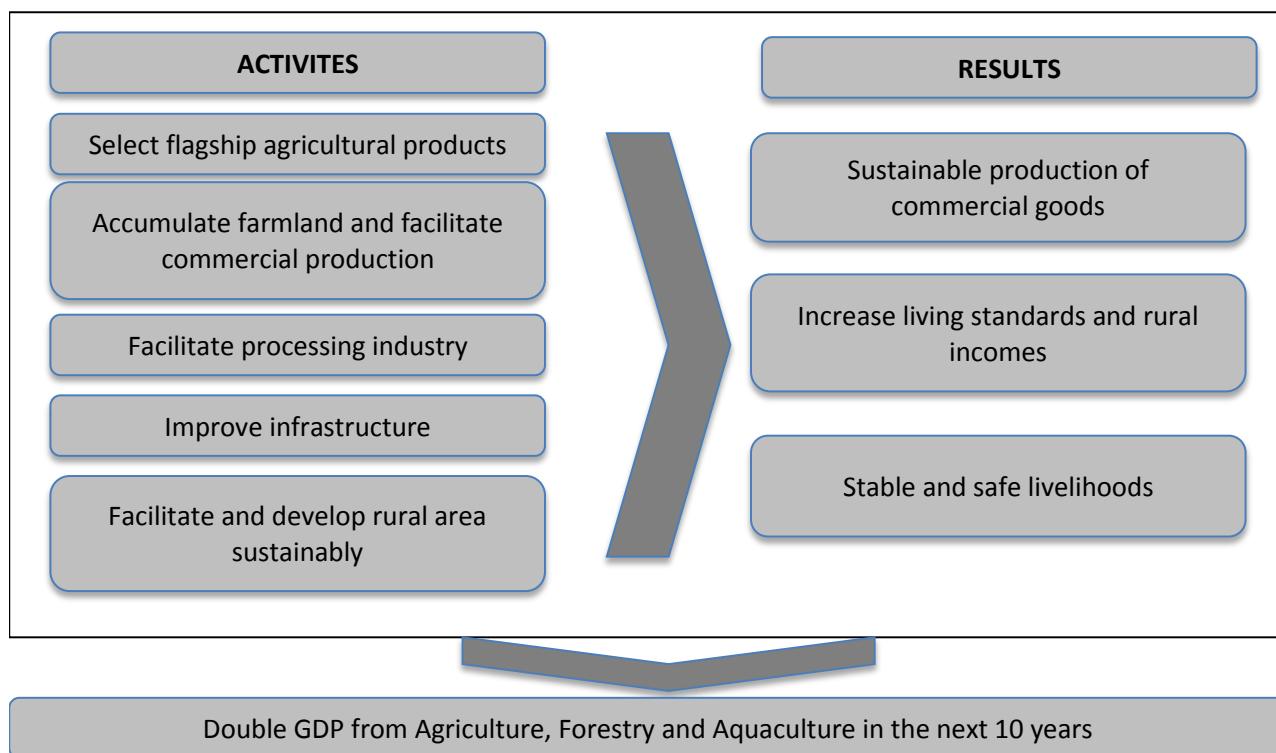 ACTIVITES
Select flagship agricultural products
Accumulate farmland and facilitate
commercial production
Facilitate processing industry
Improve infrastructure
Facilitate and develop rural area
sustainably
RESULTS
Sustainable production of
commercial goods
Increase living standards and rural
incomes
Stable and safe livelihoods
Double GDP from Agriculture, Forestry and Aquaculture in the next 10 years